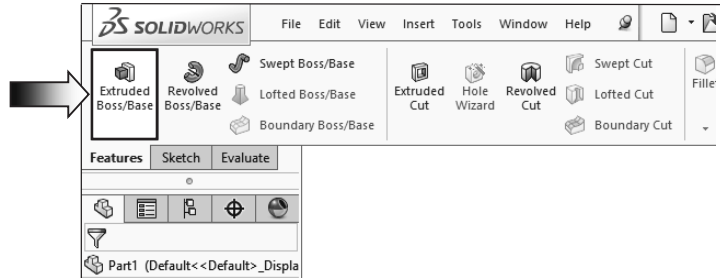 SOLIDWORKS File Edit View Insert Tools Window Help
Extruded Boss/Base
Revolved Boss/Base
Swept Boss/Base
Lofted Boss/Base
Boundary Boss/Base
Extruded Cut
Hole Wizard
Revolved Cut
Swept Cut
Lofted Cut
Boundary Cut
Features Sketch Evaluate
Part1 (Default<<Default>_Displa